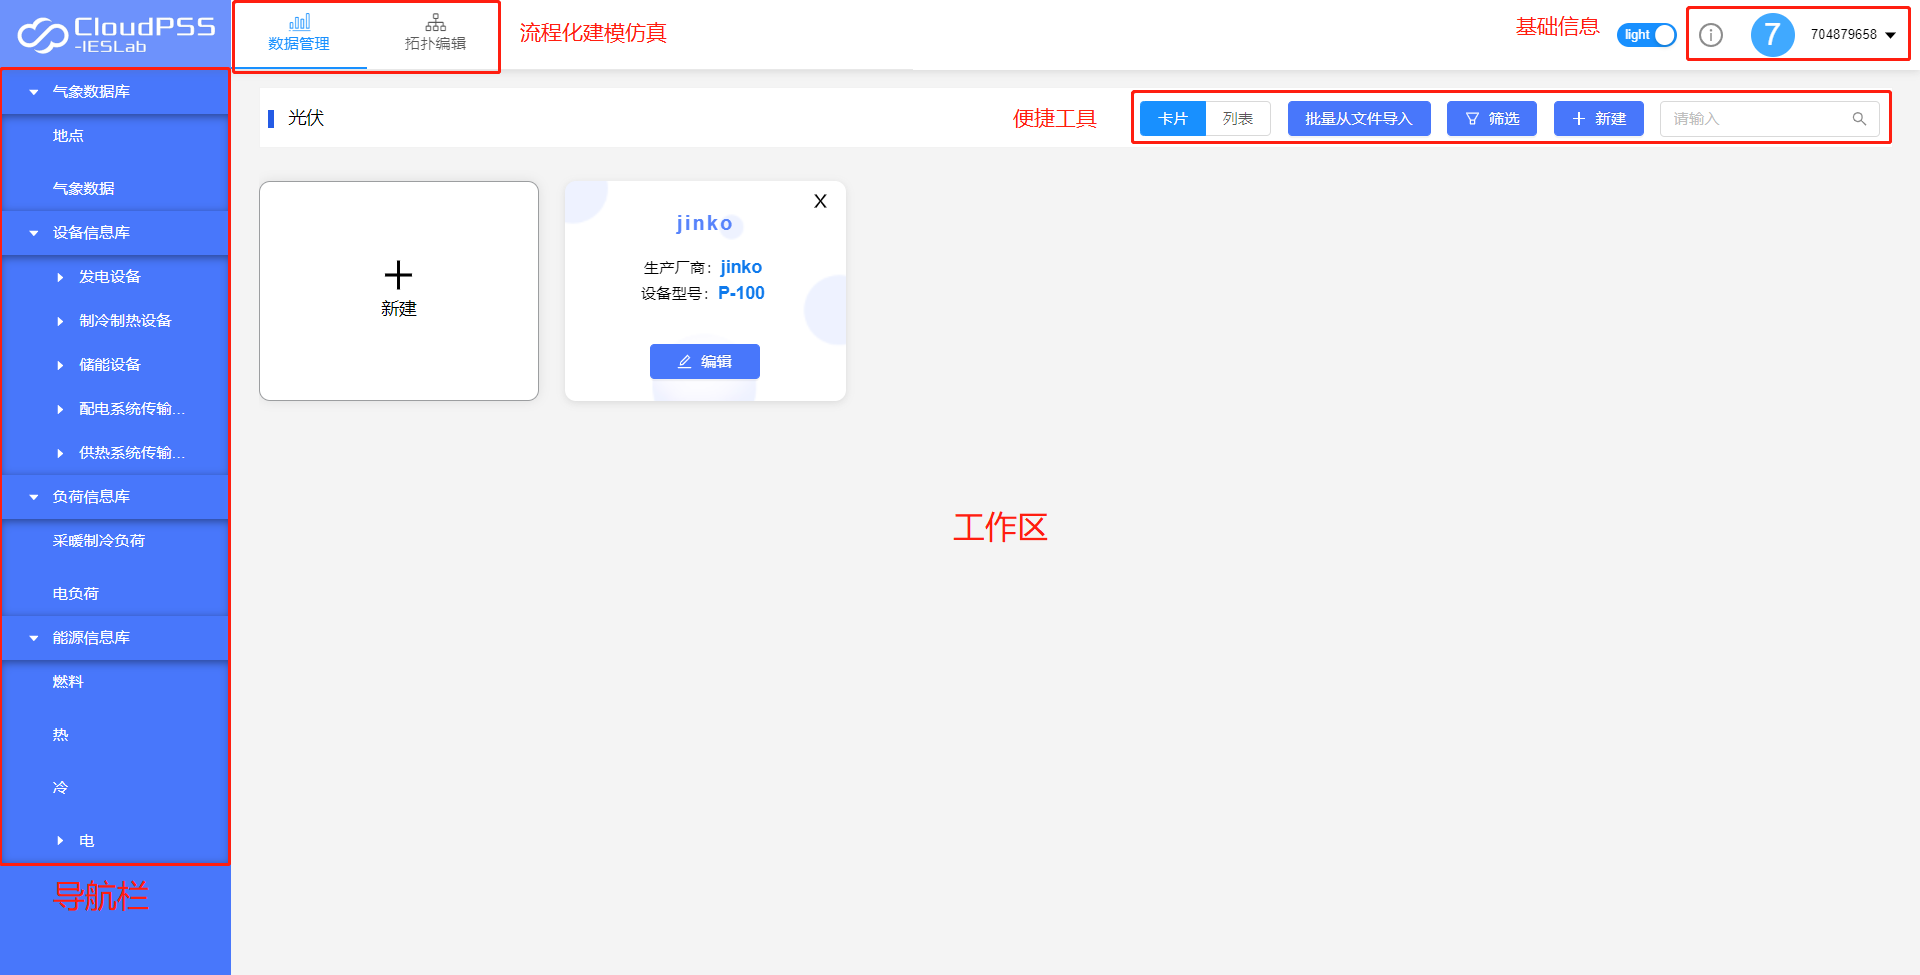 CloudPSS
-IESLab
数据管理
拓扑编辑
流程化建模仿真
基础信息
light
7
704879658
气象数据库
地点
气象数据
设备信息库
发电设备
制冷制热设备
储能设备
配电系统传输...
供热系统传输...
负荷信息库
采暖制冷负荷
电负荷
能源信息库
燃料
热
冷
电
导航栏
光伏
便捷工具
卡片
列表
批量从文件导入
筛选
新建
请输入
新建
X
jinko
生产厂商：jinko
设备型号：P-100
编辑
工作区